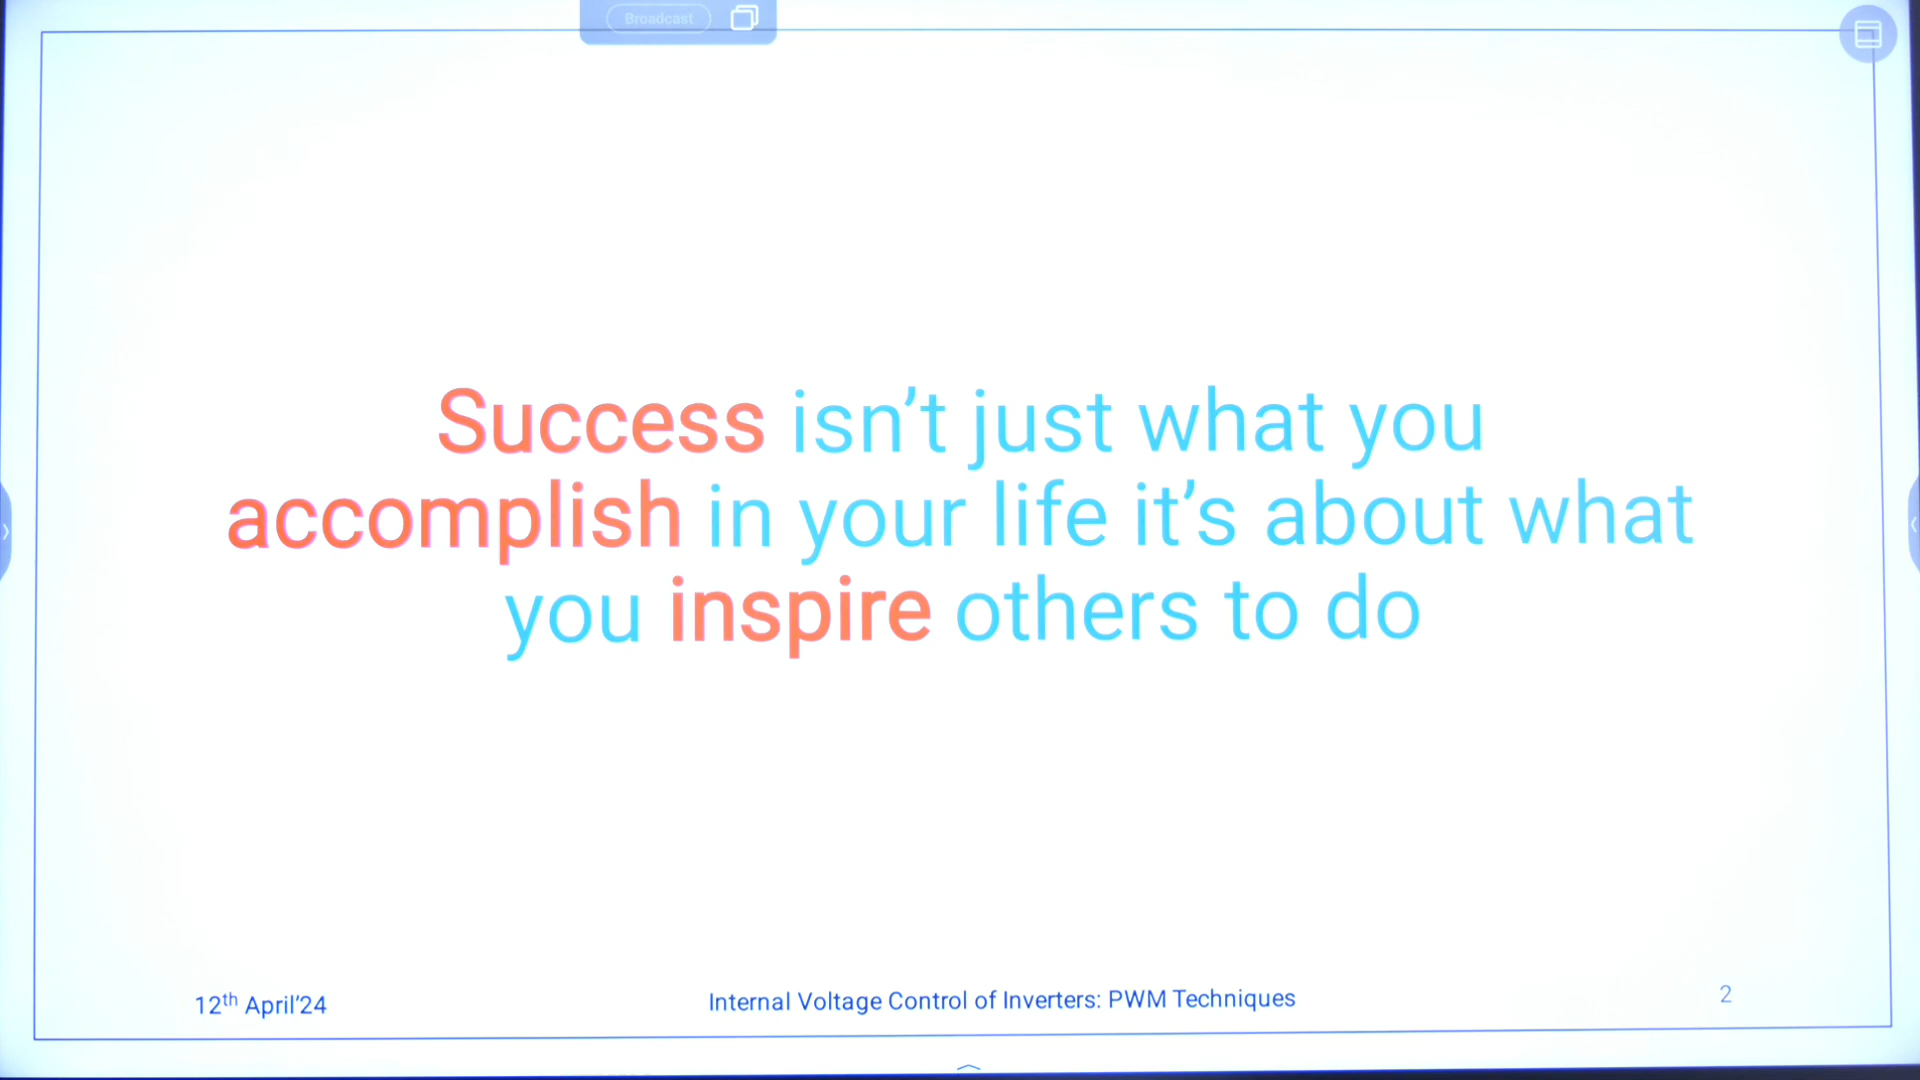 Broadcast
Success isn’t just what you
accomplish in your life it’s about what
you inspire others to do
12th April’24
Internal Voltage Control of Inverters: PWM Techniques
2